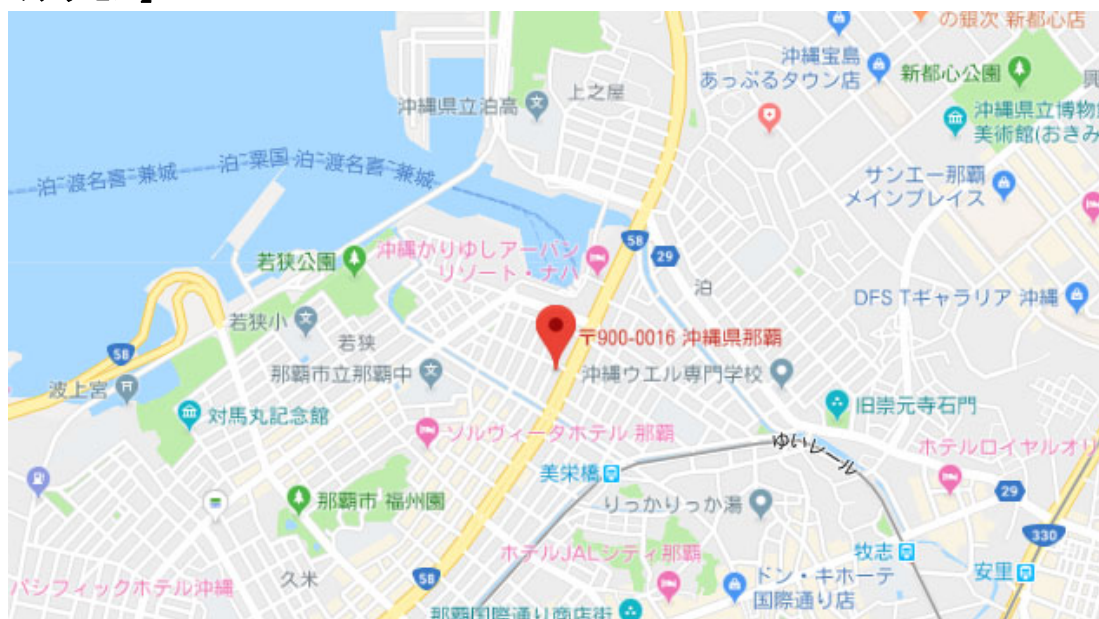 の銀次 新都心店
沖縄宝島
あっぷるタウン店
新都心公園
興
沖縄県立泊高
上之屋
沖縄県立博物館
美術館(おきみ
泊-渡名喜-兼城
泊-粟国
泊-渡名喜-兼城
サンエー那覇
メインプレイス
58
29
若狭公園
沖縄かりゆしアーバン
リゾート・ナハ
泊
DFS Tギャラリア 沖縄
若狭小
若狭
〒900-0016 沖縄県那覇
58
波上宮
那覇市立那覇中
沖縄ウエル専門学校
対馬丸記念館
旧崇元寺石門
ソルヴィータホテル 那覇
ゆいレール
ホテルロイヤルオリ
美栄橋
29
那覇市 福州園
りっかりっか湯
330
ホテルJALシティ那覇
牧志
安里
パシフィックホテル沖縄
久米
58
ドン・キホーテ
国際通り店
那覇国際通り商店街